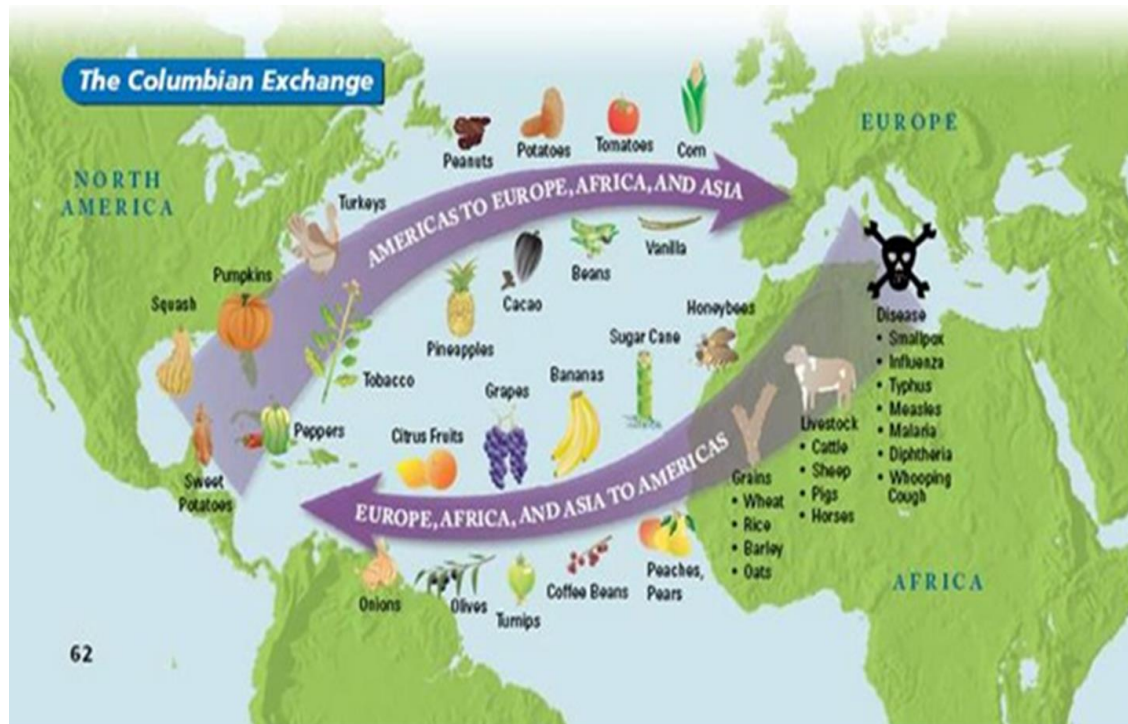 The Columbian Exchange
NORTH
AMERICA
EUROPE
AFRICA
Peanuts
Potatoes
Tomatoes
Corn
AMERICAS TO EUROPE, AFRICA, AND ASIA
Turkeys
Pumpkins
Squash
Tobacco
Peppers
Sweet
Potatoes
Pineapples
Cacao
Beans
Vanilla
Honeybees
Sugar Cane
Bananas
Grapes
Citrus Fruits
EUROPE, AFRICA, AND ASIA TO AMERICAS
Onions
Olives
Turnips
Coffee Beans
Peaches,
Pears
Grains
• Wheat
• Rice
• Barley
• Oats
Livestock
• Cattle
• Sheep
• Pigs
• Horses
Disease
• Smallpox
• Influenza
• Typhus
• Measles
• Malaria
• Diphtheria
• Whooping
Cough
62